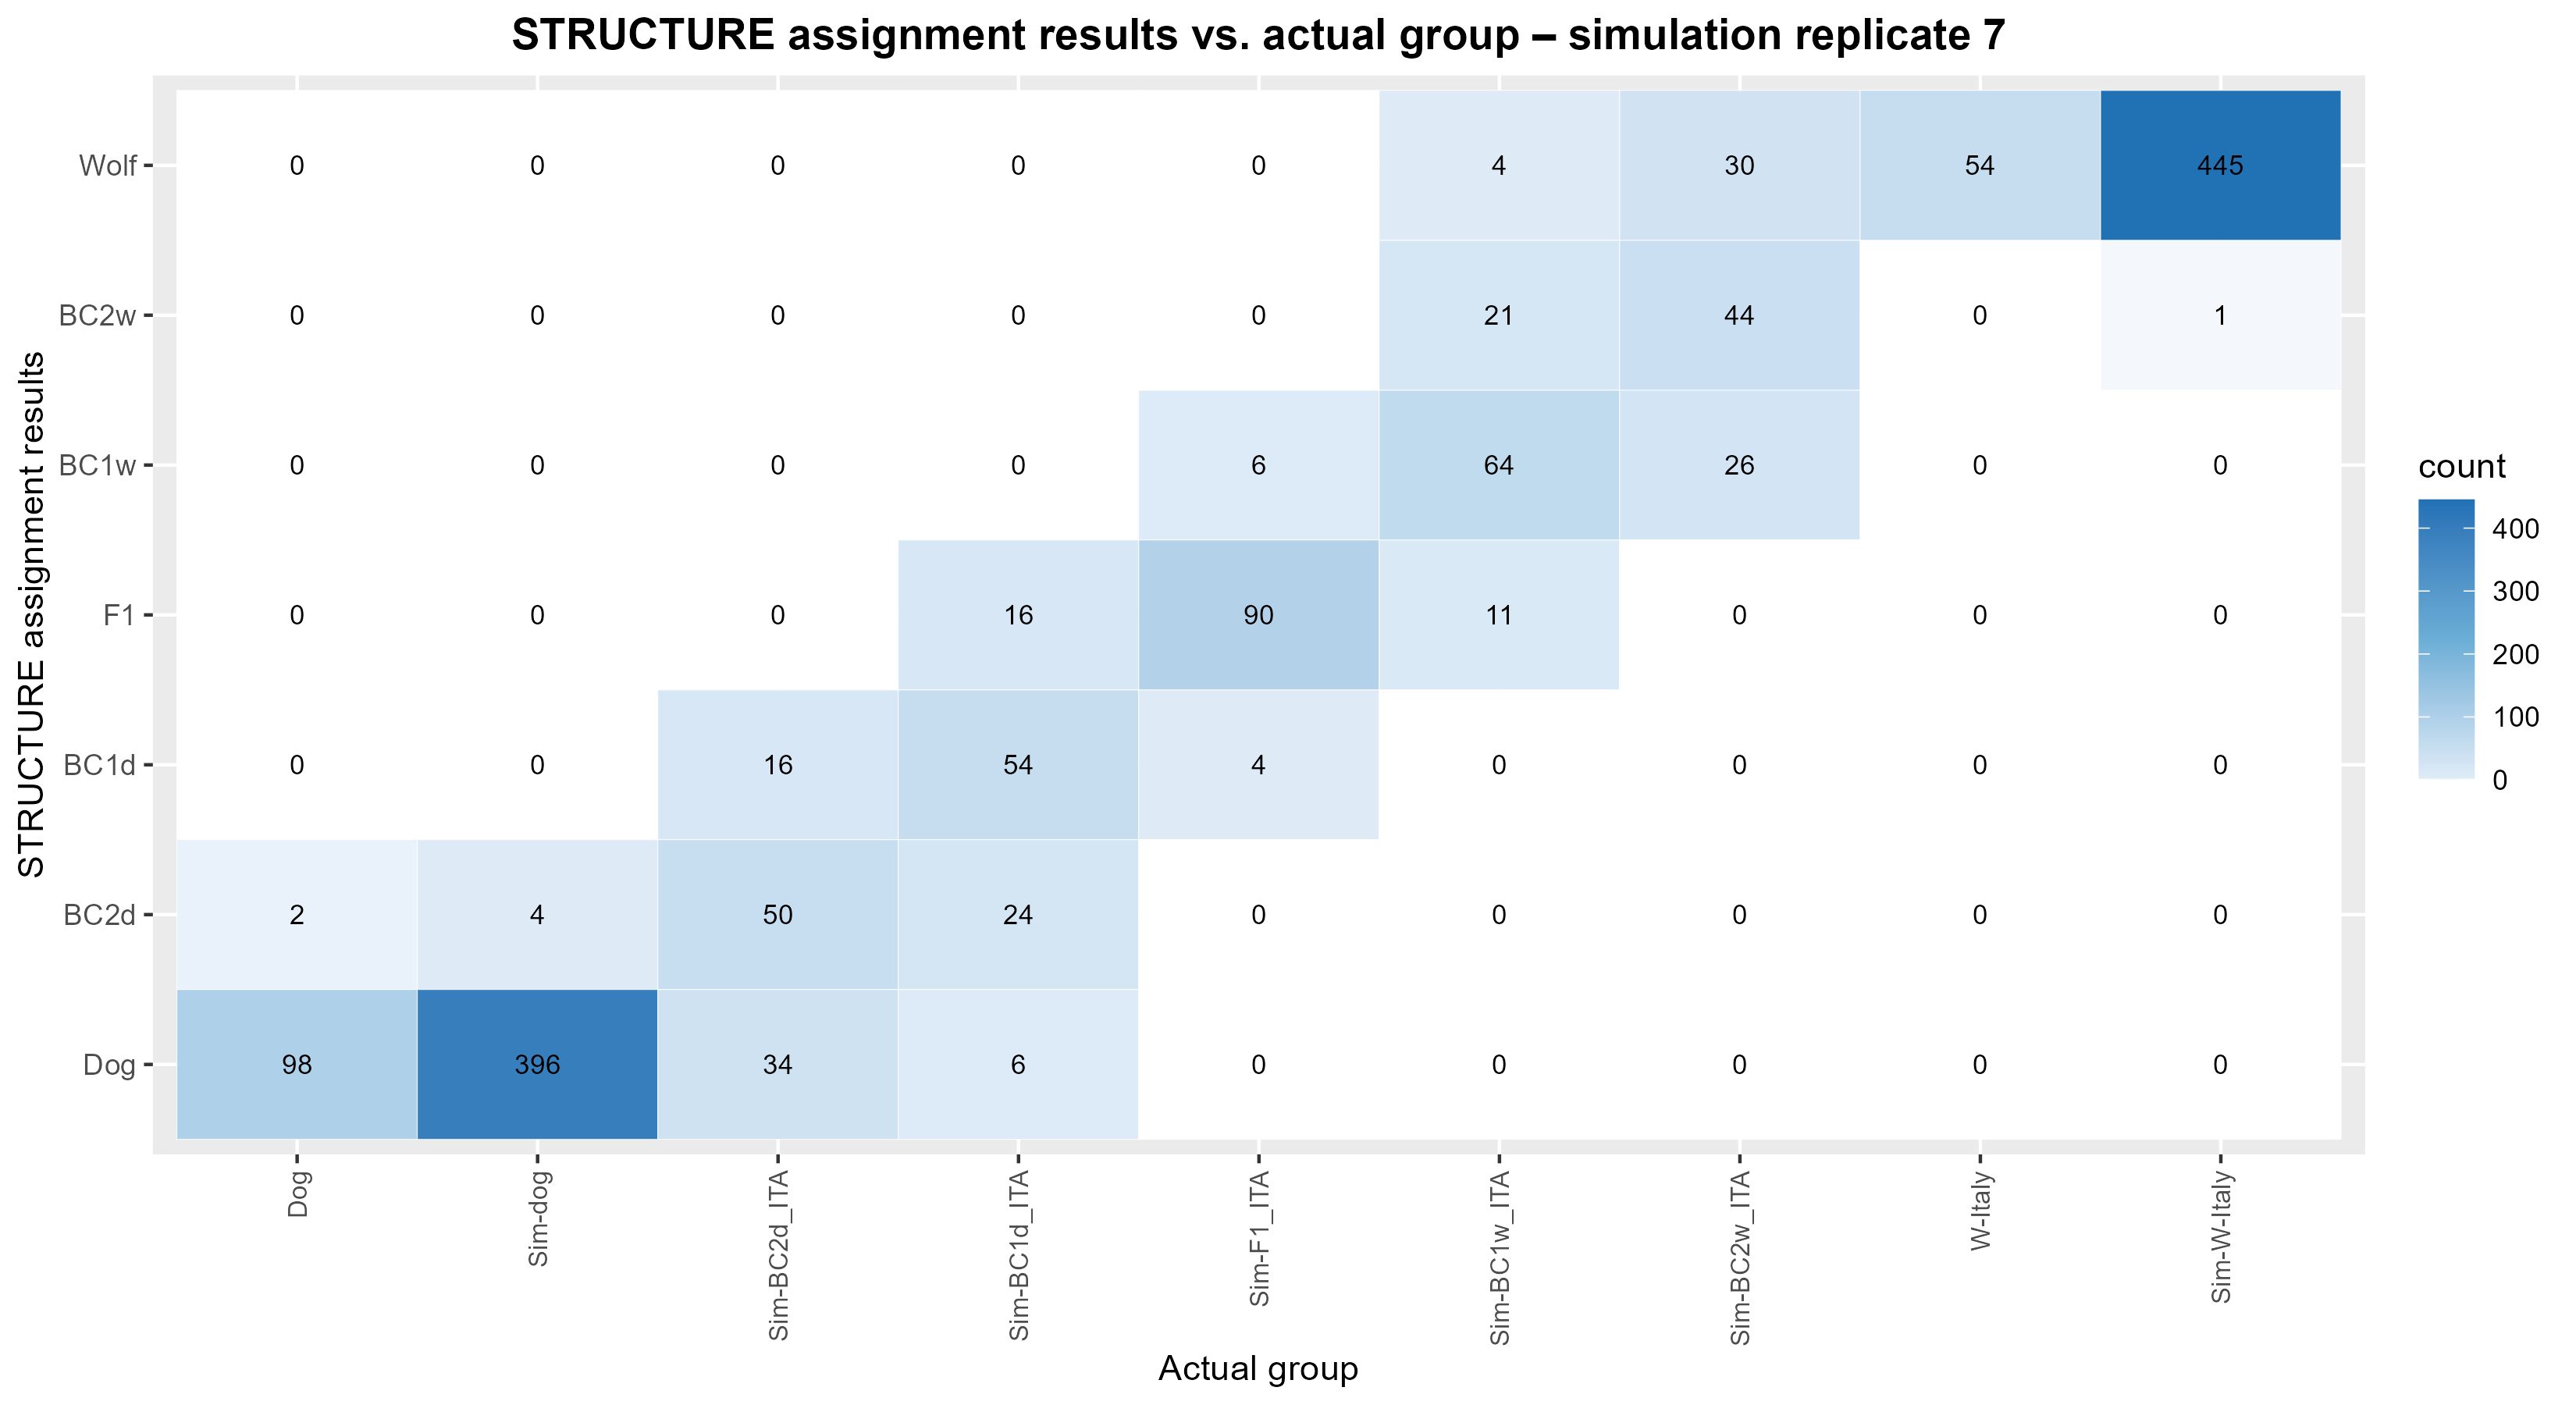 STRUCTURE assignment results vs. actual group – simulation replicate 7
STRUCTURE assignment results
Wolf 0 0 0 0 0 4 30 54 445
BC2w 0 0 0 0 0 21 44 0 1
BC1w 0 0 0 0 6 64 26 0 0
F1 0 0 0 16 90 11 0 0 0
BC1d 0 0 16 54 4 0 0 0 0
BC2d 2 4 50 24 0 0 0 0 0
Dog 98 396 34 6 0 0 0 0 0
Dog
Sim-dog
Sim-BC2d_ITA
Sim-BC1d_ITA
Sim-F1_ITA
Sim-BC1w_ITA
Sim-BC2w_ITA
W-Italy
Sim-W-Italy
Actual group
count
400
300
200
100
0